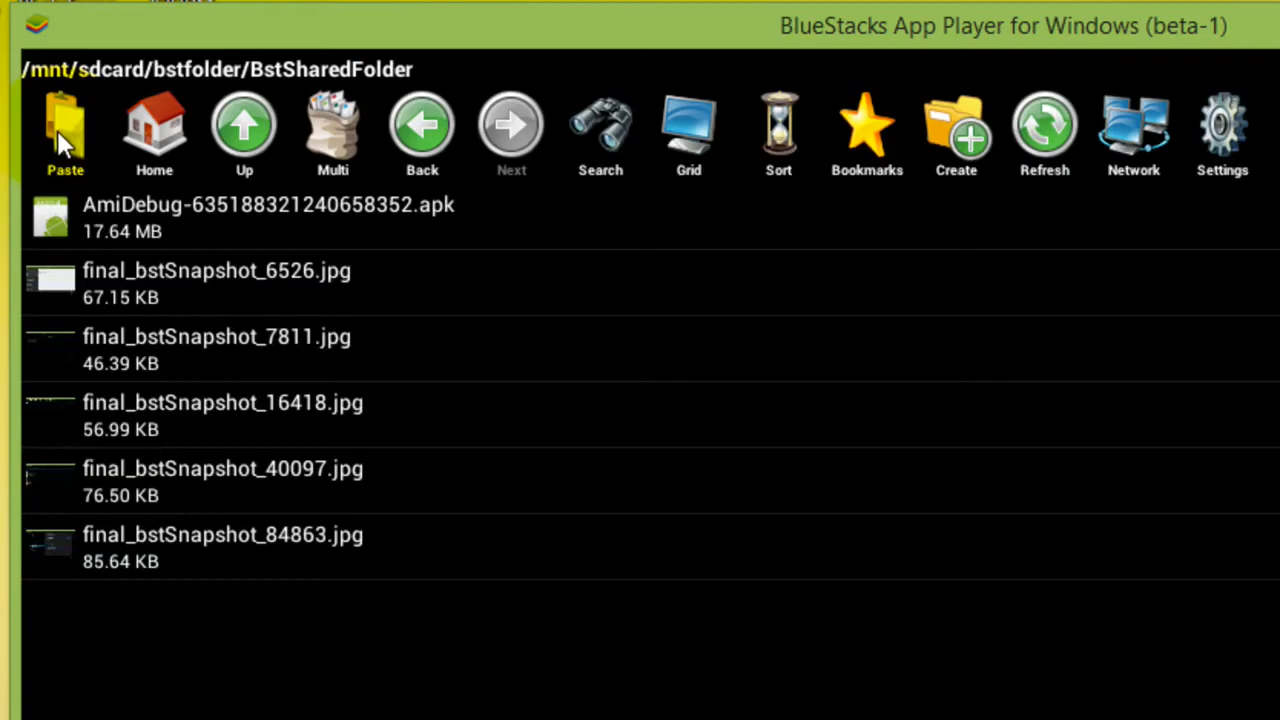 BlueStacks App Player for Windows (beta-1)
/mnt/sdcard/bstfolder/BstSharedFolder
Paste Home Up Multi Back Next Search Grid Sort Bookmarks Create Refresh Network Settings
AmiDebug-635188321240658352.apk
17.64 MB
final_bstSnapshot_6526.jpg
67.15 KB
final_bstSnapshot_7811.jpg
46.39 KB
final_bstSnapshot_16418.jpg
56.99 KB
final_bstSnapshot_40097.jpg
76.50 KB
final_bstSnapshot_84863.jpg
85.64 KB